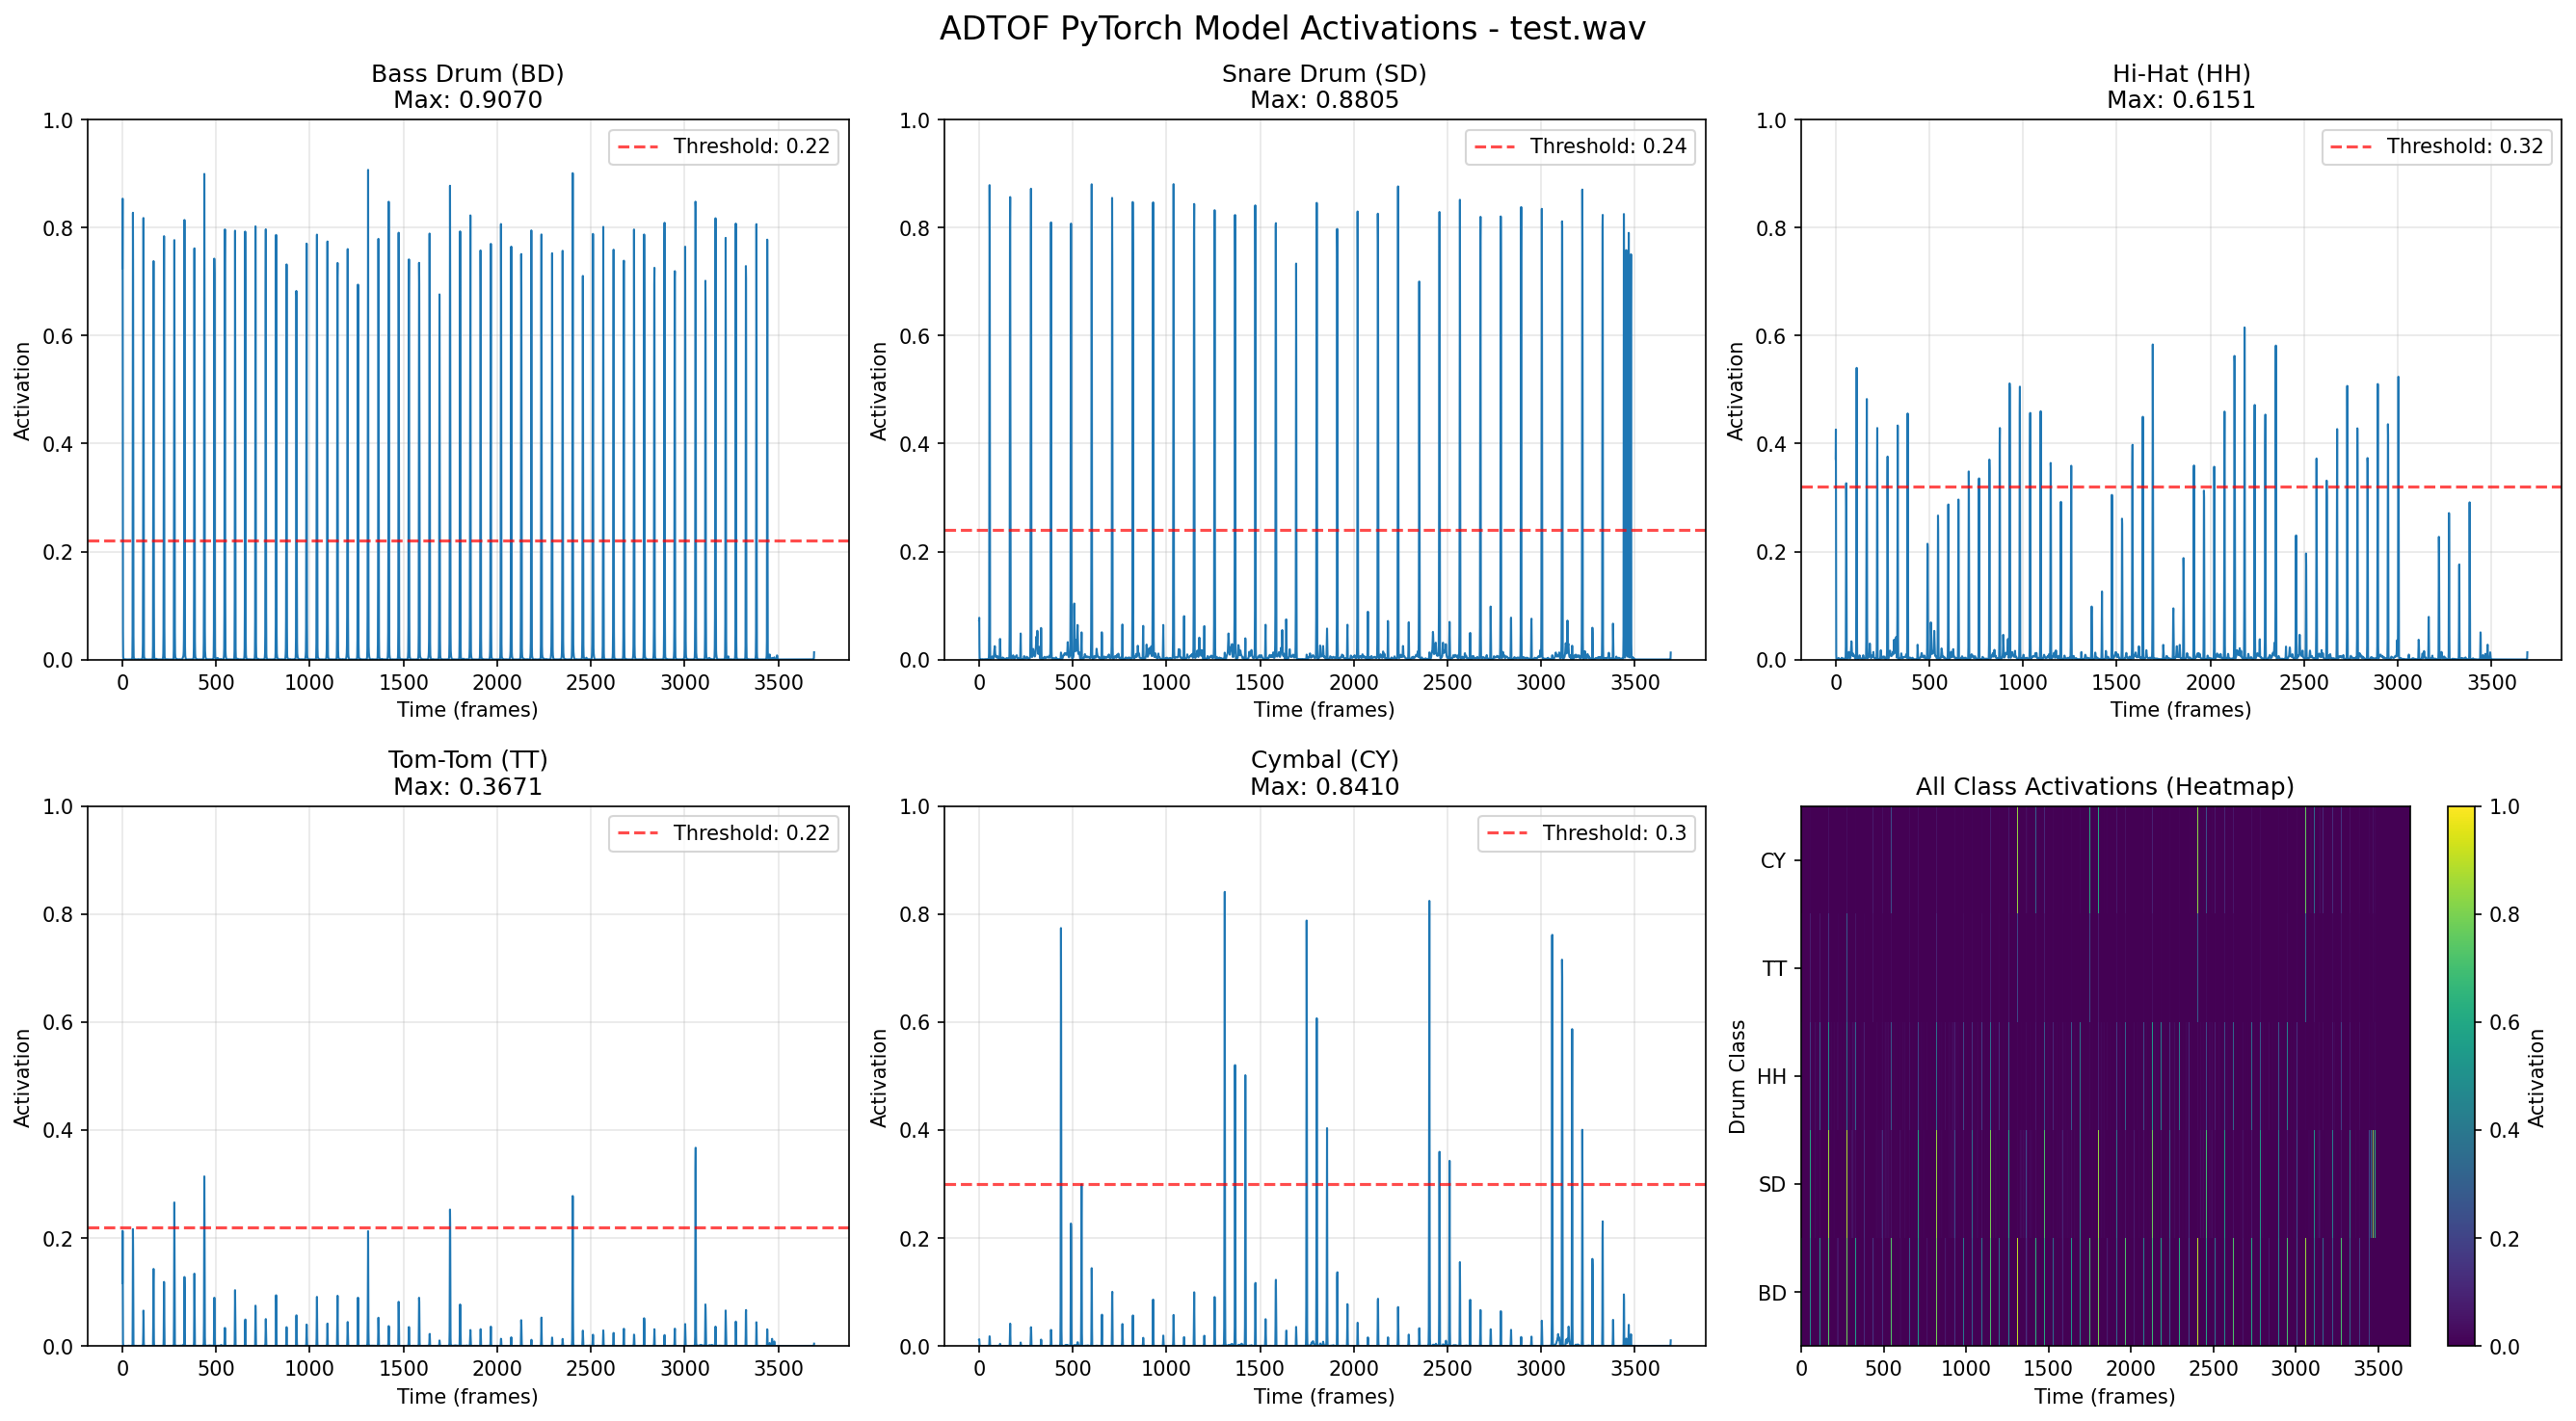 ADTOF PyTorch Model Activations - test.wav
Bass Drum (BD)
Max: 0.9070
Threshold: 0.22
1.0
0.8
0.6
0.4
0.2
0.0
Activation
0 500 1000 1500 2000 2500 3000 3500
Time (frames)
Snare Drum (SD)
Max: 0.8805
Threshold: 0.24
1.0
0.8
0.6
0.4
0.2
0.0
Activation
0 500 1000 1500 2000 2500 3000 3500
Time (frames)
Hi-Hat (HH)
Max: 0.6151
Threshold: 0.32
1.0
0.8
0.6
0.4
0.2
0.0
Activation
0 500 1000 1500 2000 2500 3000 3500
Time (frames)
Tom-Tom (TT)
Max: 0.3671
Threshold: 0.22
1.0
0.8
0.6
0.4
0.2
0.0
Activation
0 500 1000 1500 2000 2500 3000 3500
Time (frames)
Cymbal (CY)
Max: 0.8410
Threshold: 0.3
1.0
0.8
0.6
0.4
0.2
0.0
Activation
0 500 1000 1500 2000 2500 3000 3500
Time (frames)
All Class Activations (Heatmap)
CY
TT
HH
SD
BD
Drum Class
0 500 1000 1500 2000 2500 3000 3500
Time (frames)
1.0
0.8
0.6
0.4
0.2
0.0
Activation